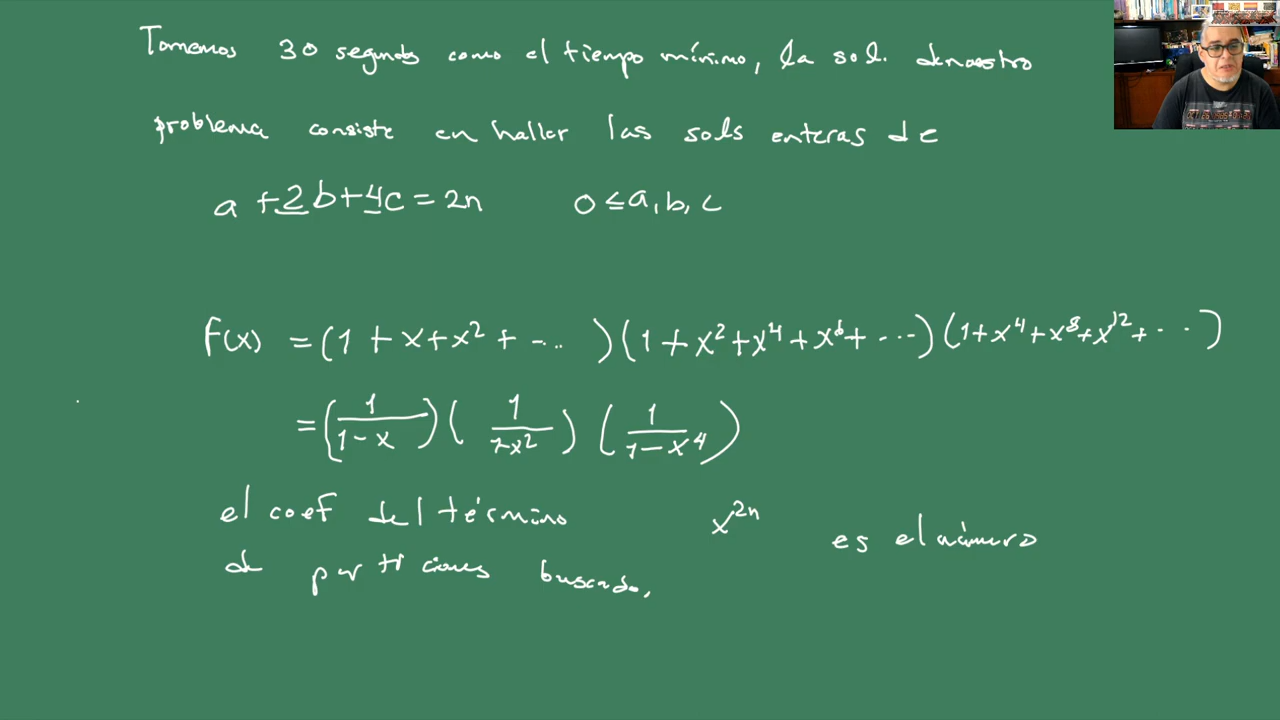 Tomemos 30 segundos como el tiempo mínimo, la sol. de nuestro
problema consiste en hallar las sols enteras de
a + 2b + 4c = 2n 0 ≤ a, b, c
f(x) = (1 + x + x² + ...)(1 + x² + x⁴ + x⁶ + ...)(1 + x⁴ + x⁸ + x¹² + ...)
= (1/(1-x))(1/(1-x²))(1/(1-x⁴))
el coef del término x²ⁿ es el número
de particiones buscado,